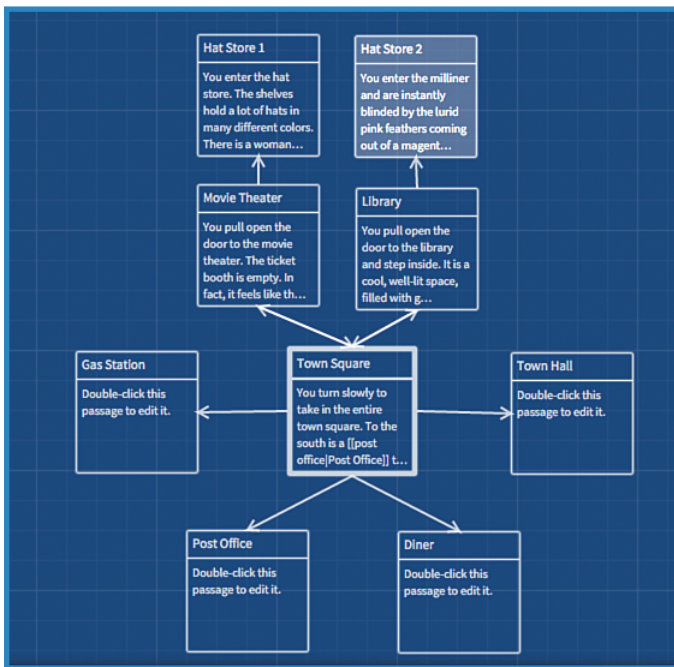 Hat Store 1
You enter the hat
store. The shelves
hold a lot of hats in
many different colors.
There is a woman…
Hat Store 2
You enter the milliner
and are instantly
blinded by the lurid
pink feathers coming
out of a magent…
Movie Theater
You pull open the
door to the movie
theater. The ticket
booth is empty. In
fact, it feels like th…
Library
You pull open the
door to the library
and step inside. It is a
cool, well-lit space,
filled with g…
Gas Station
Double-click this
passage to edit it.
Town Square
You turn slowly to
take in the entire
town square. To the
south is a [[post
office|Post Office]] t…
Town Hall
Double-click this
passage to edit it.
Post Office
Double-click this
passage to edit it.
Diner
Double-click this
passage to edit it.